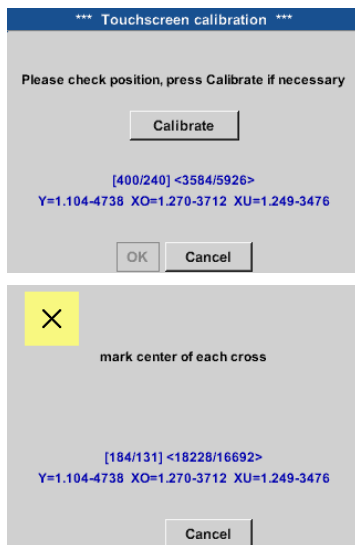 *** Touchscreen calibration ***
Please check position, press Calibrate if necessary
Calibrate
[400/240] <3584/5926>
Y=1.104-4738 XO=1.270-3712 XU=1.249-3476
OK Cancel
mark center of each cross
[184/131] <18228/16692>
Y=1.104-4738 XO=1.270-3712 XU=1.249-3476
Cancel